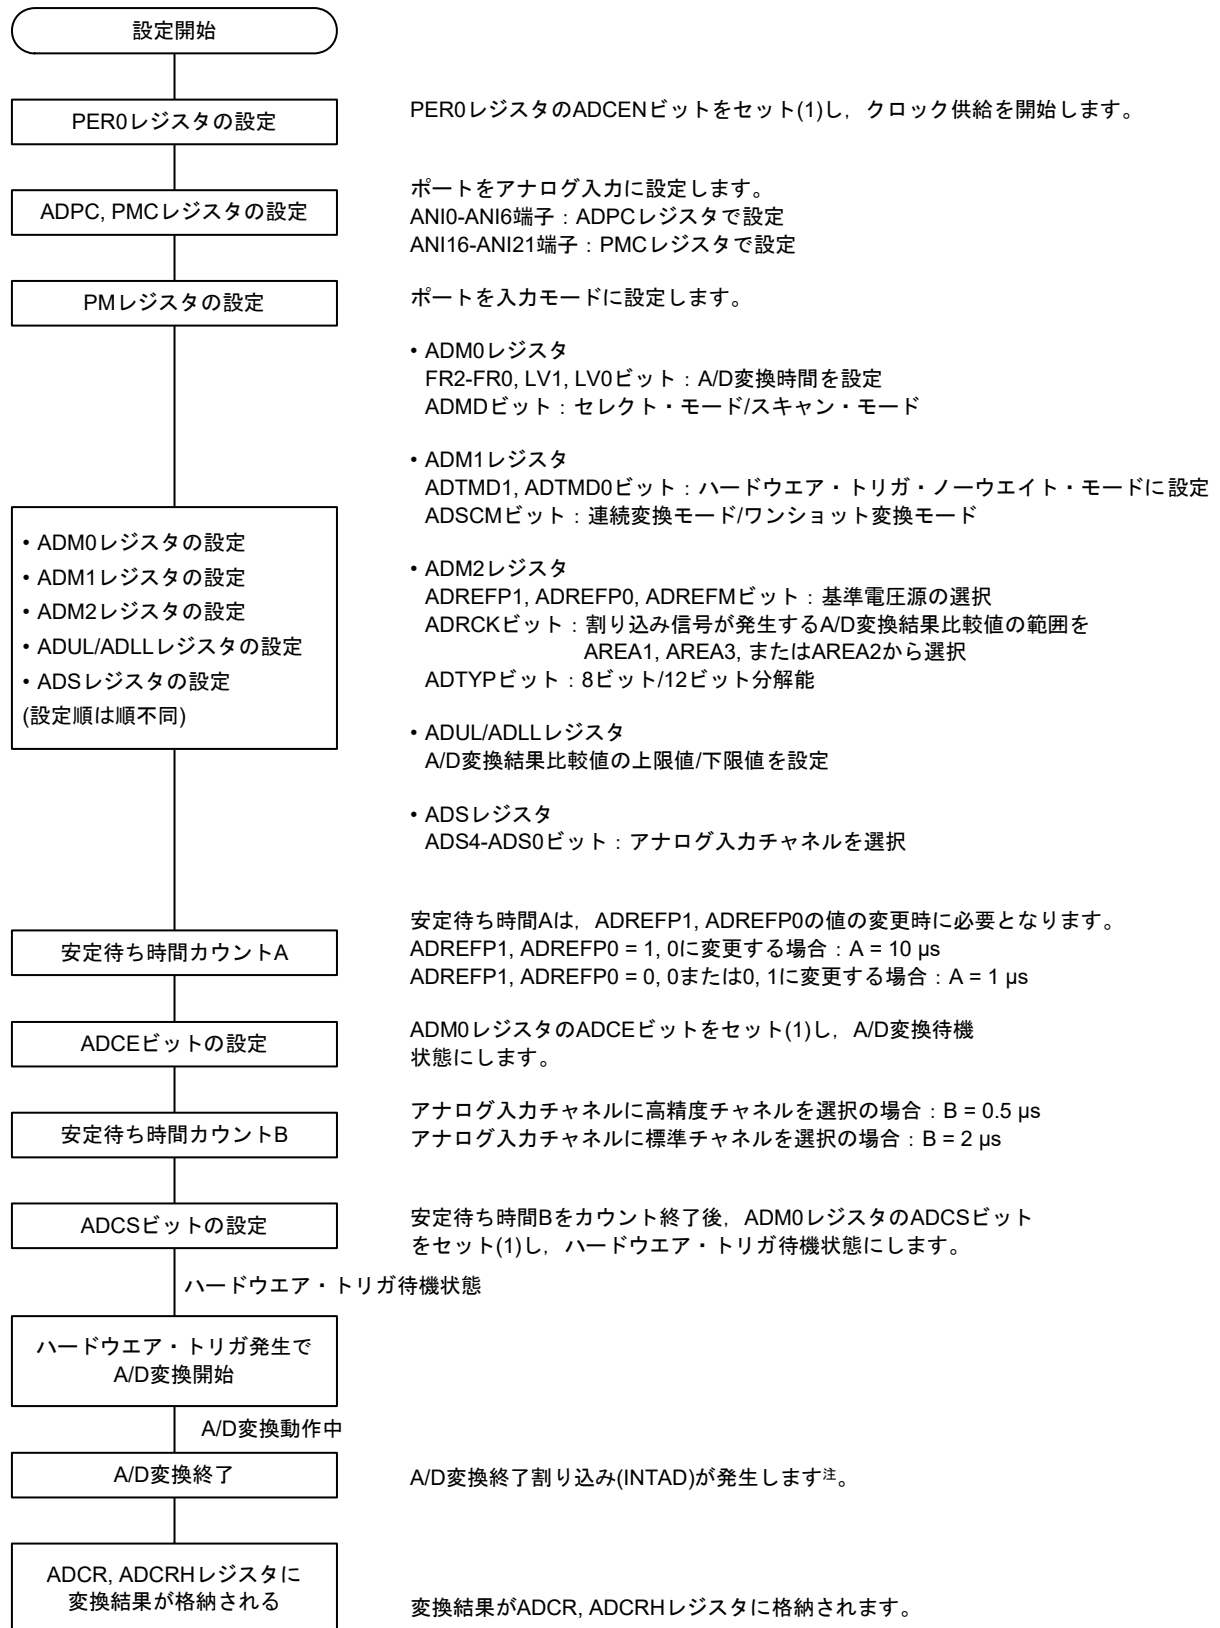 設定開始
PER0レジスタの設定
PER0レジスタのADCENビットをセット(1)し，クロック供給を開始します。
ADPC, PMCレジスタの設定
ポートをアナログ入力に設定します。
ANI0-ANI6端子：ADPCレジスタで設定
ANI16-ANI21端子：PMCレジスタで設定
PMレジスタの設定
ポートを入力モードに設定します。
• ADM0レジスタの設定
• ADM1レジスタの設定
• ADM2レジスタの設定
• ADUL/ADLLレジスタの設定
• ADSレジスタの設定
(設定順は順不同)
• ADM0レジスタ
FR2-FR0, LV1, LV0ビット：A/D変換時間を設定
ADMDビット：セレクト・モード/スキャン・モード
• ADM1レジスタ
ADTMD1, ADTMD0ビット：ハードウエア・トリガ・ノーウエイト・モードに設定
ADSCMビット：連続変換モード/ワンショット変換モード
• ADM2レジスタ
ADREFP1, ADREFP0, ADREFMビット：基準電圧源の選択
ADRCKビット：割り込み信号が発生するA/D変換結果比較値の範囲を
AREA1, AREA3, またはAREA2から選択
ADTYPビット：8ビット/12ビット分解能
• ADUL/ADLLレジスタ
A/D変換結果比較値の上限値/下限値を設定
• ADSレジスタ
ADS4-ADS0ビット：アナログ入力チャネルを選択
安定待ち時間カウントA
安定待ち時間Aは，ADREFP1, ADREFP0の値の変更時に必要となります。
ADREFP1, ADREFP0 = 1, 0に変更する場合：A = 10 µs
ADREFP1, ADREFP0 = 0, 0または0, 1に変更する場合：A = 1 µs
ADCEビットの設定
ADM0レジスタのADCEビットをセット(1)し，A/D変換待機
状態にします。
安定待ち時間カウントB
アナログ入力チャネルに高精度チャネルを選択の場合：B = 0.5 µs
アナログ入力チャネルに標準チャネルを選択の場合：B = 2 µs
ADCSビットの設定
安定待ち時間Bをカウント終了後，ADM0レジスタのADCSビット
をセット(1)し，ハードウエア・トリガ待機状態にします。
ハードウエア・トリガ待機状態
ハードウエア・トリガ発生で
A/D変換開始
A/D変換動作中
A/D変換終了
A/D変換終了割り込み(INTAD)が発生します注。
ADCR, ADCRHレジスタに
変換結果が格納される
変換結果がADCR, ADCRHレジスタに格納されます。